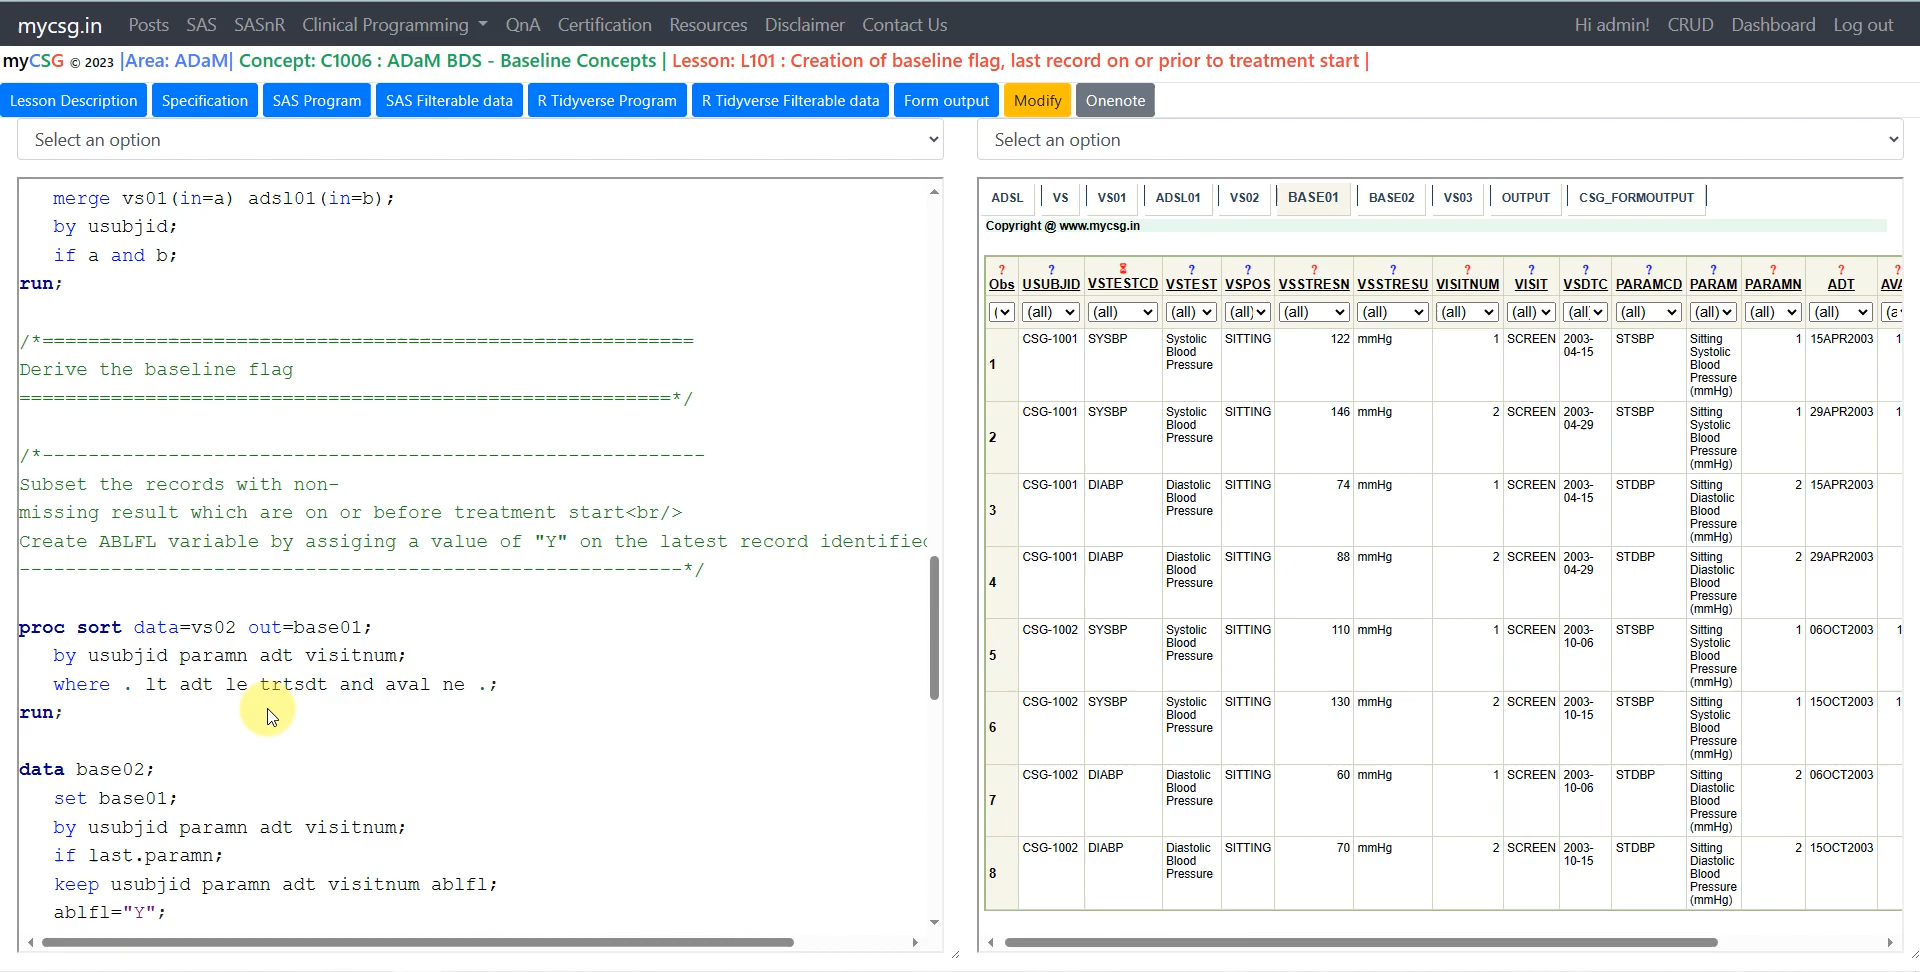 mycsg.in Posts SAS SASnR Clinical Programming QnA Certification Resources Disclaimer Contact Us Hi admin! CRUD Dashboard Log out
myCSG © 2023 |Area: ADaM| Concept: C1006 : ADaM BDS - Baseline Concepts | Lesson: L101 : Creation of baseline flag, last record on or prior to treatment start |
Lesson Description Specification SAS Program SAS Filterable data R Tidyverse Program R Tidyverse Filterable data Form output Modify Onenote
Select an option
merge vs01(in=a) adsl01(in=b);
by usubjid;
if a and b;
run;
/*=========================================================
Derive the baseline flag
=========================================================*/
/*----------------------------------------------------------
Subset the records with non-
missing result which are on or before treatment start<br/>
Create ABLFL variable by assiging a value of "Y" on the latest record identified
----------------------------------------------------------*/
proc sort data=vs02 out=base01;
by usubjid paramn adt visitnum;
where . lt adt le trtsdt and aval ne .;
run;
data base02;
set base01;
by usubjid paramn adt visitnum;
if last.paramn;
keep usubjid paramn adt visitnum ablfl;
ablfl="Y";
Select an option
ADSL VS VS01 ADSL01 VS02 BASE01 BASE02 VS03 OUTPUT CSG_FORMOUTPUT
Copyright @ www.mycsg.in
? ? ? ? ? ? ? ? ? ? ? ? ? ?
Obs USUBJID VSTESTCD VSTEST VSPOS VSSTRESN VSSTRESU VISITNUM VISIT VSDTC PARAMCD PARAM PARAMN ADT
( (all) (all) (all) (all) (all) (all) (all) (all) (all) (all) (all) (all) (all)
1 CSG-1001 SYSBP Systolic Blood Pressure SITTING 122 mmHg 1 SCREEN 2003-04-15 STSBP Sitting Systolic Blood Pressure (mmHg) 1 15APR2003 1
2 CSG-1001 SYSBP Systolic Blood Pressure SITTING 146 mmHg 2 SCREEN 2003-04-29 STSBP Sitting Systolic Blood Pressure (mmHg) 1 29APR2003 1
3 CSG-1001 DIABP Diastolic Blood Pressure SITTING 74 mmHg 1 SCREEN 2003-04-15 STDBP Sitting Diastolic Blood Pressure (mmHg) 2 15APR2003
4 CSG-1001 DIABP Diastolic Blood Pressure SITTING 88 mmHg 2 SCREEN 2003-04-29 STDBP Sitting Diastolic Blood Pressure (mmHg) 2 29APR2003
5 CSG-1002 SYSBP Systolic Blood Pressure SITTING 110 mmHg 1 SCREEN 2003-10-06 STSBP Sitting Systolic Blood Pressure (mmHg) 1 06OCT2003 1
6 CSG-1002 SYSBP Systolic Blood Pressure SITTING 130 mmHg 2 SCREEN 2003-10-15 STSBP Sitting Systolic Blood Pressure (mmHg) 1 15OCT2003 1
7 CSG-1002 DIABP Diastolic Blood Pressure SITTING 60 mmHg 1 SCREEN 2003-10-06 STDBP Sitting Diastolic Blood Pressure (mmHg) 2 06OCT2003
8 CSG-1002 DIABP Diastolic Blood Pressure SITTING 70 mmHg 2 SCREEN 2003-10-15 STDBP Sitting Diastolic Blood Pressure (mmHg) 2 15OCT2003